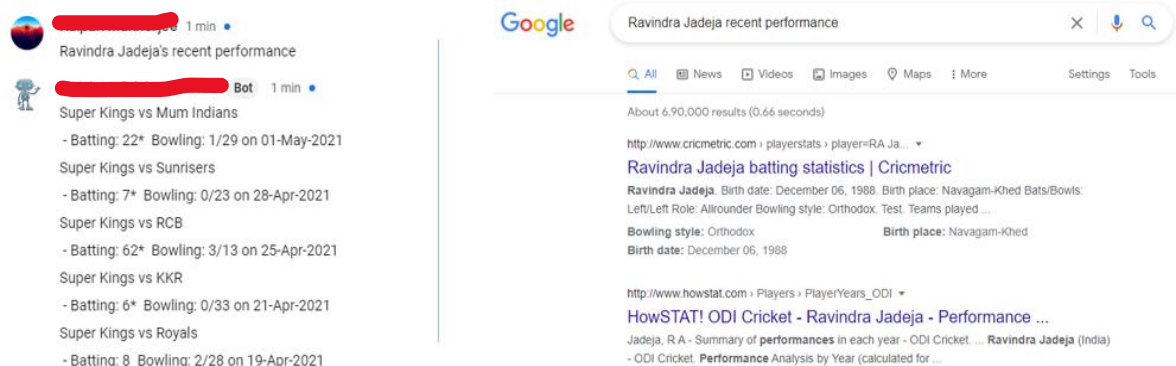 1 min
Ravindra Jadeja's recent performance
Bot 1 min
Super Kings vs Mum Indians
- Batting: 22* Bowling: 1/29 on 01-May-2021
Super Kings vs Sunrisers
- Batting: 7* Bowling: 0/23 on 28-Apr-2021
Super Kings vs RCB
- Batting: 62* Bowling: 3/13 on 25-Apr-2021
Super Kings vs KKR
- Batting: 6* Bowling: 0/33 on 21-Apr-2021
Super Kings vs Royals
- Batting: 8 Bowling: 2/28 on 19-Apr-2021
Google
Ravindra Jadeja recent performance
All News Videos Images Maps More Settings Tools
About 6,90,000 results (0.66 seconds)
http://www.cricmetric.com › playerstats › player=RA Ja...
Ravindra Jadeja batting statistics | Cricmetric
Ravindra Jadeja. Birth date: December 06, 1988. Birth place: Navagam-Khed Bats/Bowls:
Left/Left Role: Allrounder Bowling style: Orthodox. Test. Teams played ...
Bowling style: Orthodox Birth place: Navagam-Khed
Birth date: December 06, 1988
http://www.howstat.com › Players › PlayerYears_ODI
HowSTAT! ODI Cricket - Ravindra Jadeja - Performance ...
Jadeja, R A - Summary of performances in each year - ODI Cricket. ... Ravindra Jadeja (India)
- ODI Cricket. Performance Analysis by Year (calculated for ...